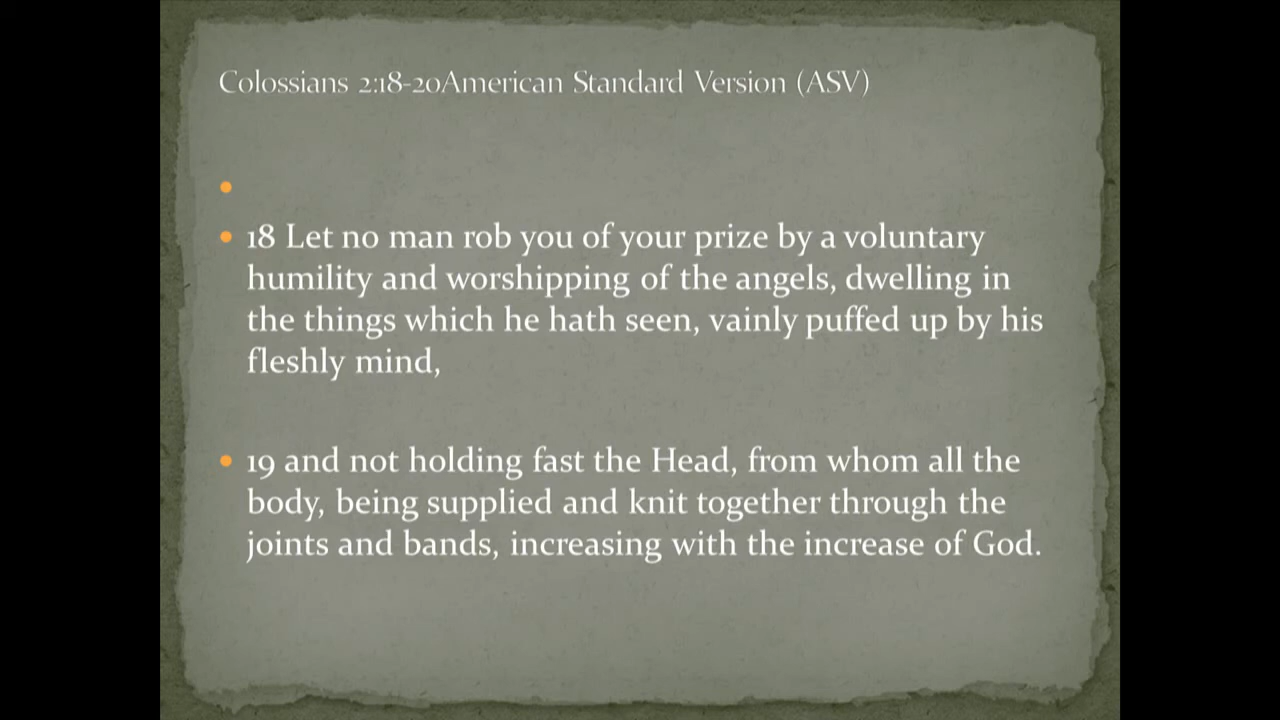 Colossians 2:18-20American Standard Version (ASV)
•
• 18 Let no man rob you of your prize by a voluntary
humility and worshipping of the angels, dwelling in
the things which he hath seen, vainly puffed up by his
fleshly mind,
• 19 and not holding fast the Head, from whom all the
body, being supplied and knit together through the
joints and bands, increasing with the increase of God.